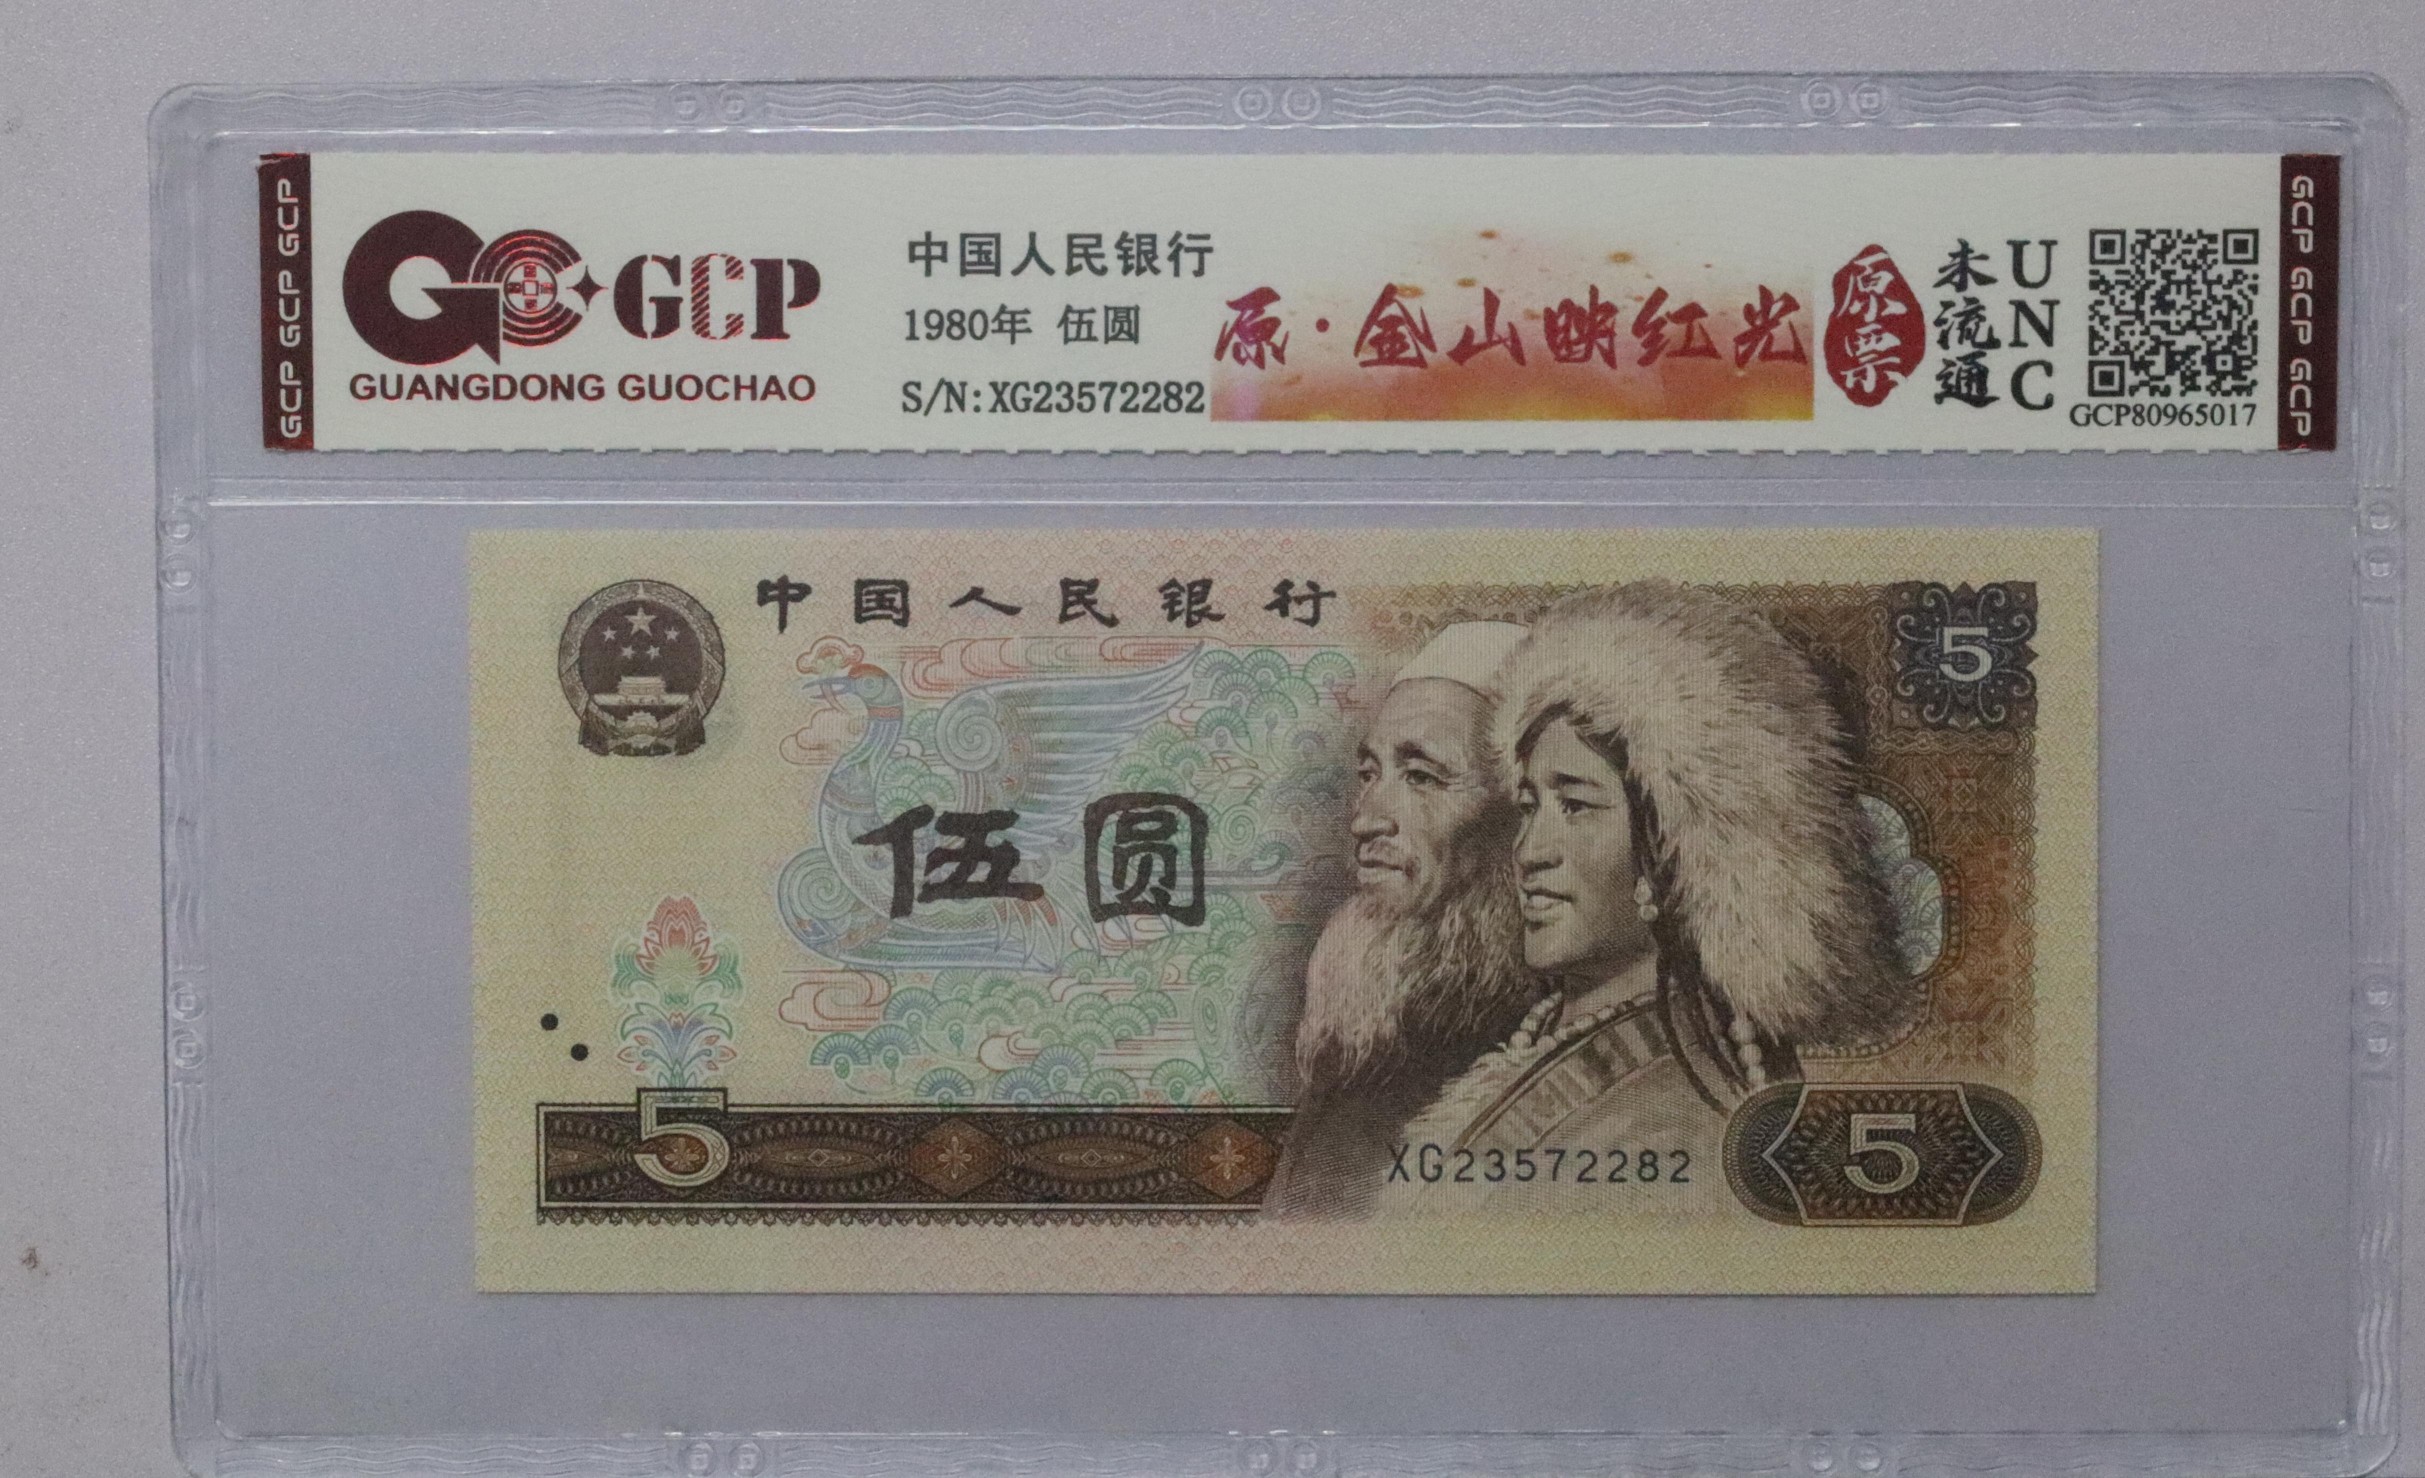 GCP GCP GCP
GCP
GUANGDONG GUOCHAO
中国人民银行
1980年 伍圆
S/N:XG23572282
原·金山映红光
原票
未流通
UNC
GCP80965017
GCP GCP GCP
中国人民银行
5
伍圆
5
XG23572282
5